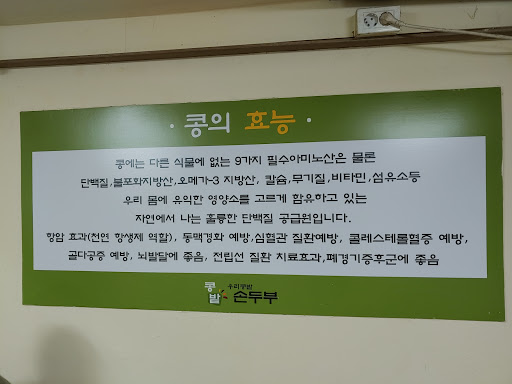 · 콩의 효능 ·
콩에는 다른 식물에 없는 9가지 필수아미노산은 물론
단백질,불포화지방산,오메가-3 지방산, 칼슘,무기질,비타민,섬유소등
우리 몸에 유익한 영양소를 고르게 함유하고 있는
자연에서 나는 훌륭한 단백질 공급원입니다.
항암 효과(천연 항생제 역할), 동맥경화 예방,심혈관 질환예방, 콜레스테롤혈증 예방,
골다공증 예방, 뇌발달에 좋음, 전립선 질환 치료효과,폐경기증후군에 좋음
콩밭 우리콩밭
손두부